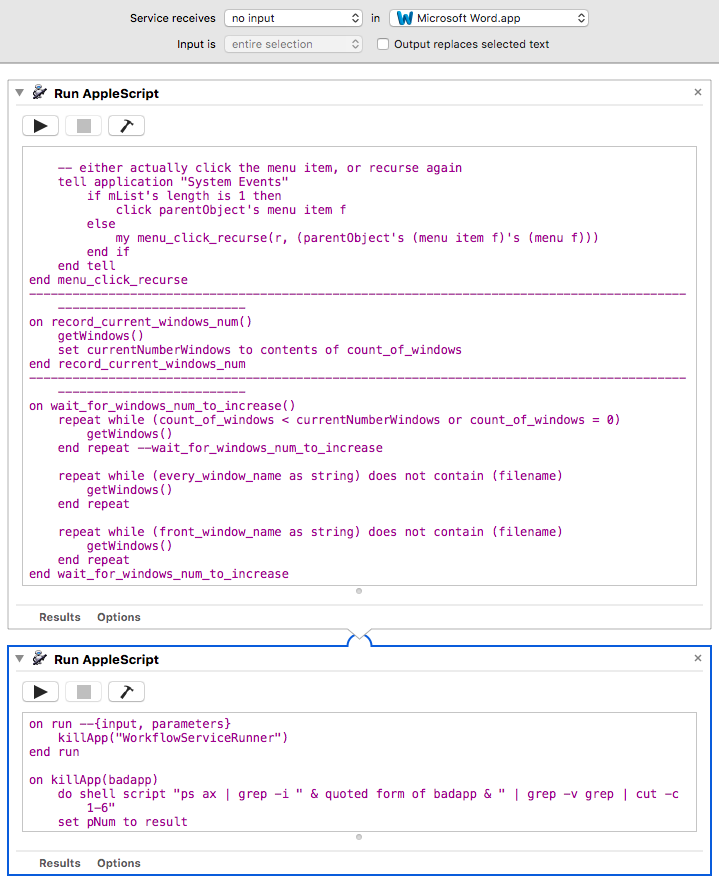 Service receives no input in Microsoft Word.app
Input is entire selection Output replaces selected text
Run AppleScript
-- either actually click the menu item, or recurse again
tell application "System Events"
if mList's length is 1 then
click parentObject's menu item f
else
my menu_click_recurse(r, (parentObject's (menu item f)'s (menu f)))
end if
end tell
end menu_click_recurse
-------------------------------------------------------------------------------------------
--------------------------
on record_current_windows_num()
getWindows()
set currentNumberWindows to contents of count_of_windows
end record_current_windows_num
-------------------------------------------------------------------------------------------
--------------------------
on wait_for_windows_num_to_increase()
repeat while (count_of_windows < currentNumberWindows or count_of_windows = 0)
getWindows()
end repeat --wait_for_windows_num_to_increase
repeat while (every_window_name as string) does not contain (filename)
getWindows()
end repeat
repeat while (front_window_name as string) does not contain (filename)
getWindows()
end repeat
end wait_for_windows_num_to_increase
Results Options
Run AppleScript
on run --{input, parameters}
killApp("WorkflowServiceRunner")
end run
on killApp(badapp)
do shell script "ps ax | grep -i " & quoted form of badapp & " | grep -v grep | cut -c
1-6"
set pNum to result
Results Options